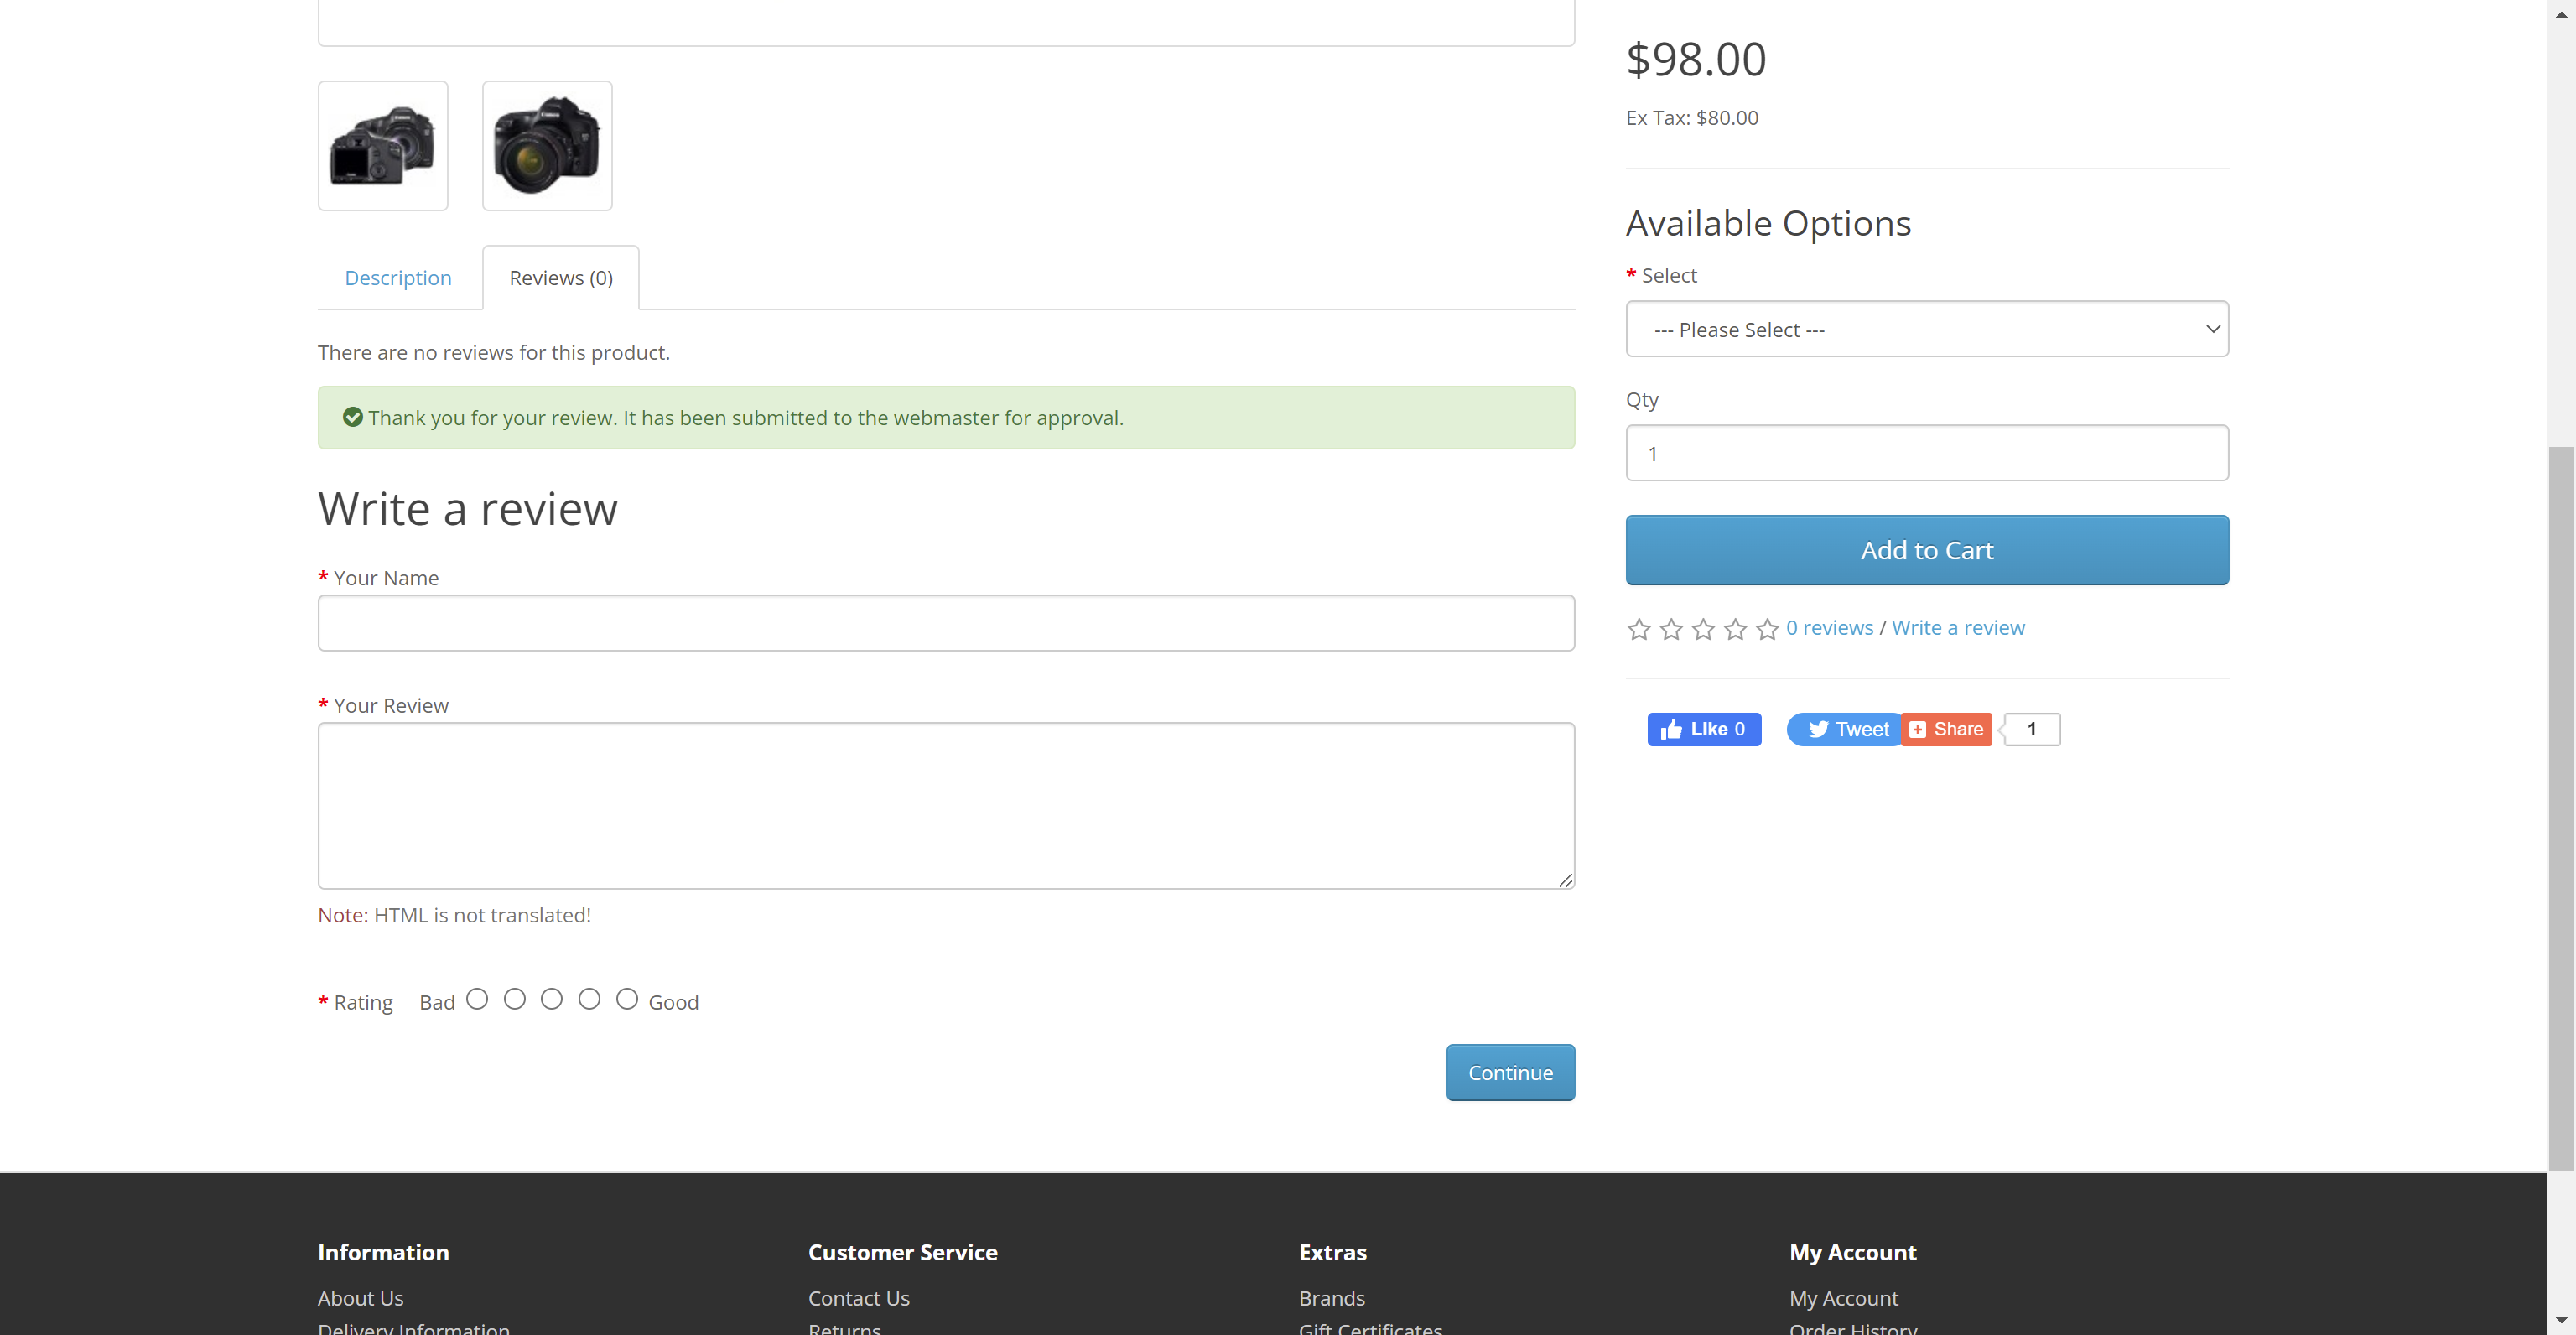 $98.00
Ex Tax: $80.00
Available Options
* Select
--- Please Select ---
Qty
1
Add to Cart
0 reviews / Write a review
Like 0
Tweet
Share
1
Description
Reviews (0)
There are no reviews for this product.
Thank you for your review. It has been submitted to the webmaster for approval.
Write a review
* Your Name
* Your Review
Note: HTML is not translated!
* Rating Bad Good
Continue
Information
About Us
Delivery Information
Customer Service
Contact Us
Returns
Extras
Brands
Gift Certificates
My Account
My Account
Order History